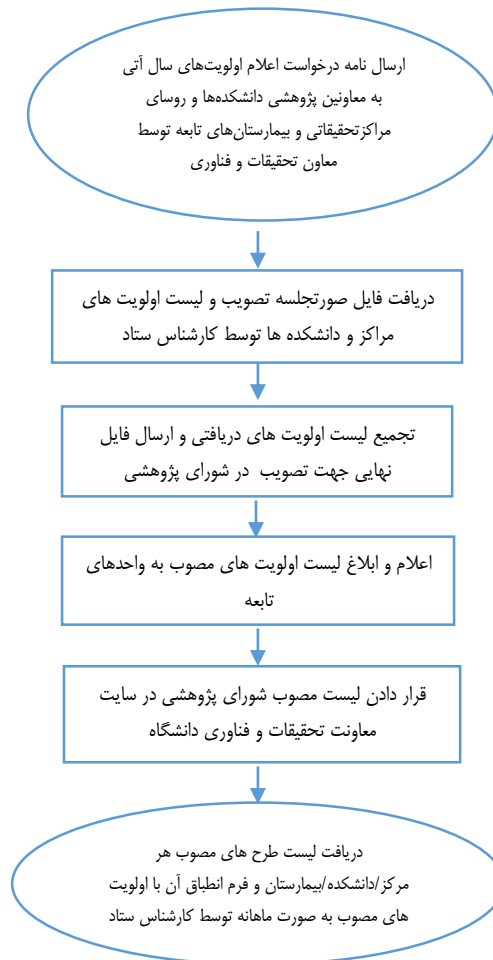 ارسال نامه درخواست اعلام اولویت‌های سال آتی
به معاونین پژوهشی دانشکده‌ها و روسای
مراکزتحقیقاتی و بیمارستان‌های تابعه توسط
معاون تحقیقات و فناوری
دریافت فایل صورتجلسه تصویب و لیست اولویت های
مراکز و دانشکده ها توسط کارشناس ستاد
تجمیع لیست اولویت های دریافتی و ارسال فایل
نهایی جهت تصویب در شورای پژوهشی
اعلام و ابلاغ لیست اولویت های مصوب به واحدهای
تابعه
قرار دادن لیست مصوب شورای پژوهشی در سایت
معاونت تحقیقات و فناوری دانشگاه
دریافت لیست طرح های مصوب هر
مرکز/دانشکده/بیمارستان و فرم انطباق آن با اولویت
های مصوب به صورت ماهانه توسط کارشناس ستاد